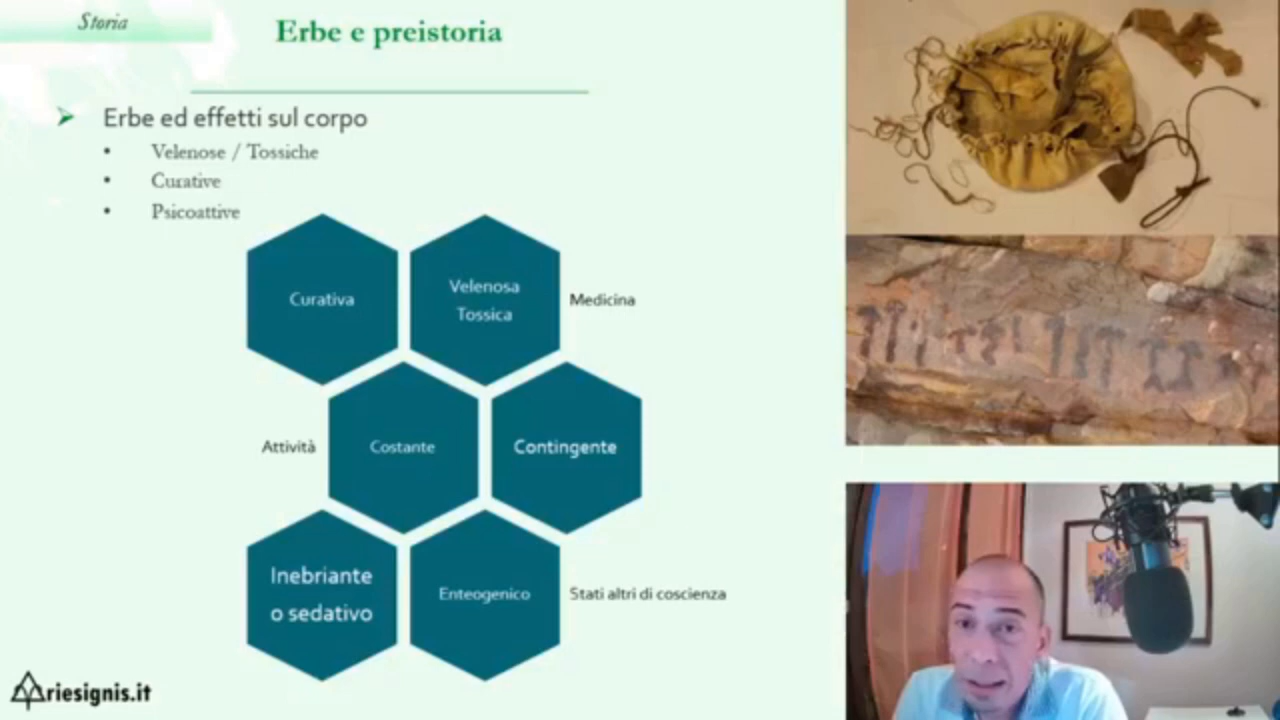 Storia
Erbe e preistoria
Erbe ed effetti sul corpo
Velenose / Tossiche
Curative
Psicoattive
Curativa
Velenosa
Tossica
Medicina
Attività
Costante
Contingente
Inebriante
o sedativo
Enteogenico
Stati altri di coscienza
riesignis.it